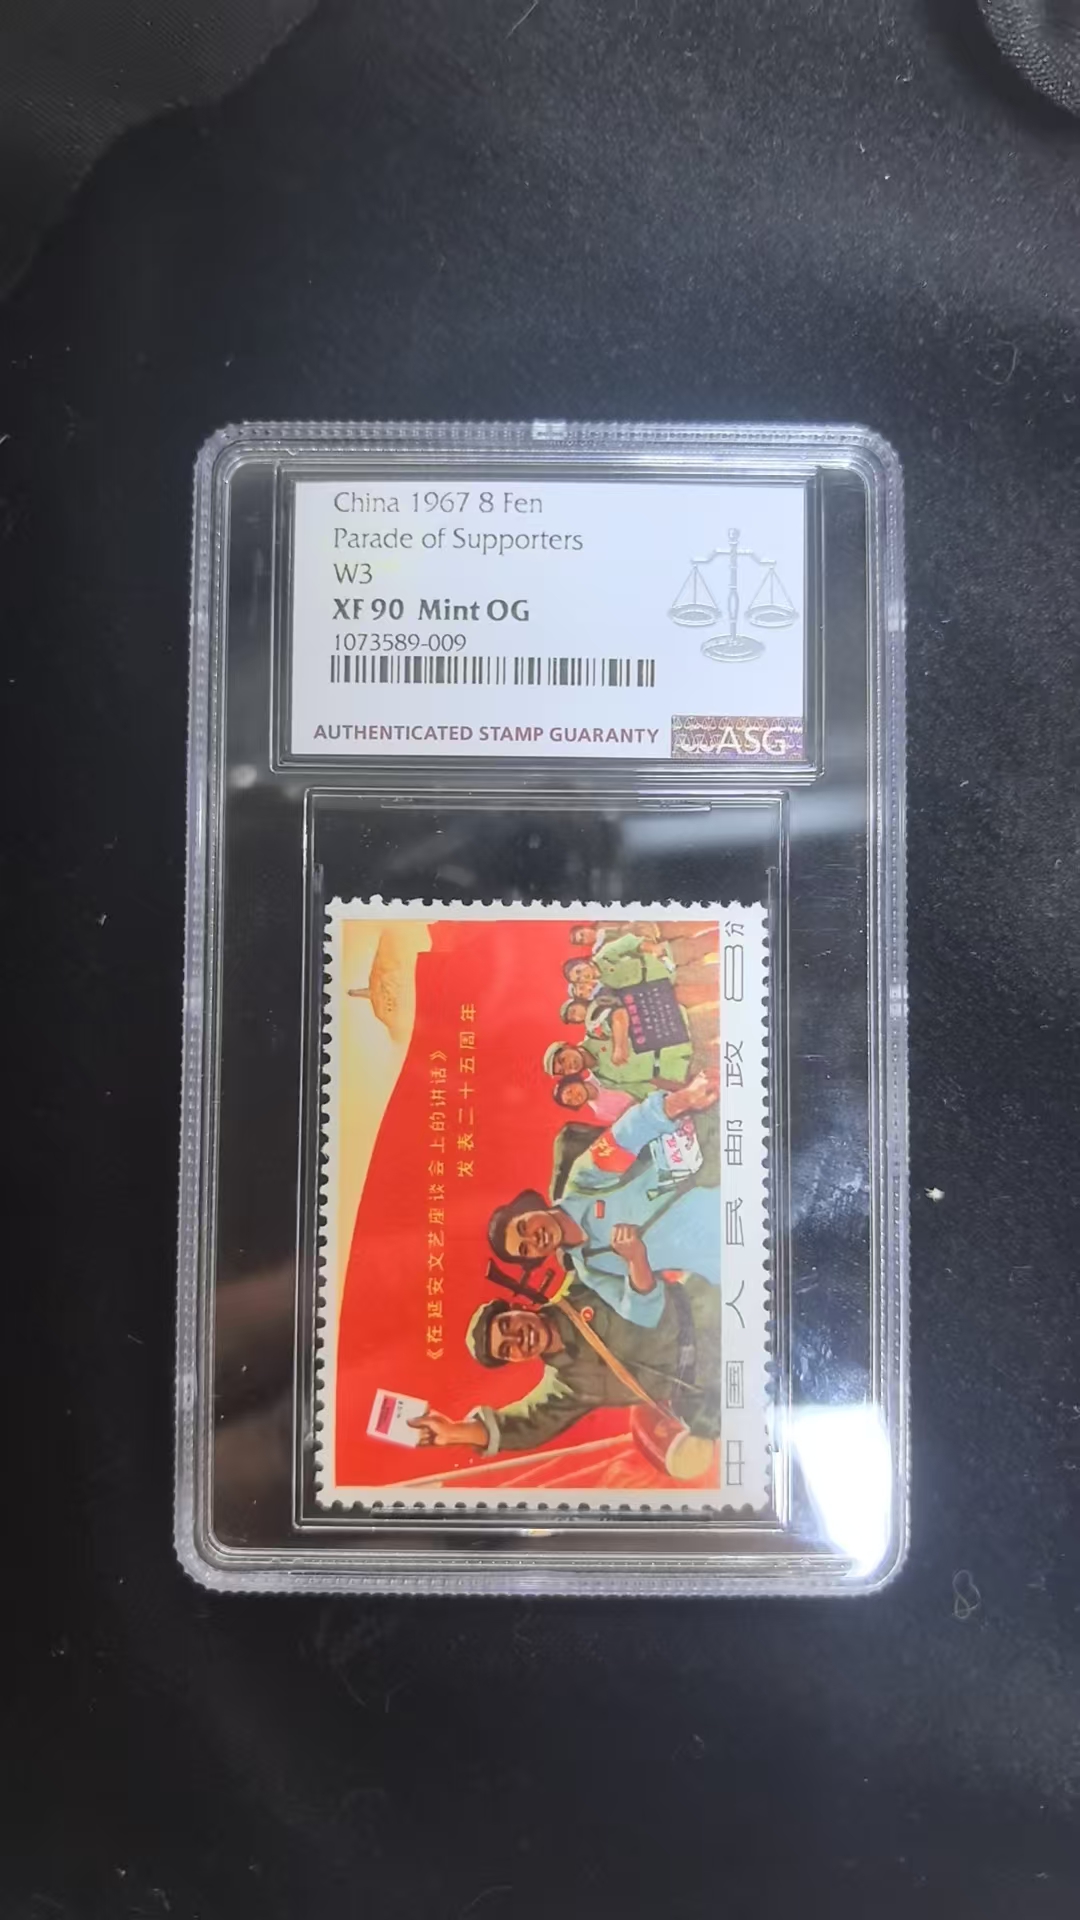 China 1967 8 Fen
Parade of Supporters
W3
XF 90 Mint OG
1073589-009
AUTHENTICATED STAMP GUARANTY
ASG
《在延安文艺座谈会上的讲话》
发表二十五周年
中国人民邮政 8分